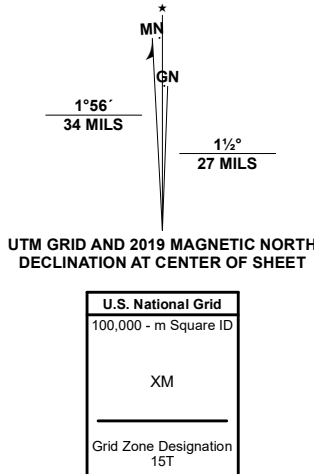 ★
MN
GN
1°56´
34 MILS
1½°
27 MILS
UTM GRID AND 2019 MAGNETIC NORTH
DECLINATION AT CENTER OF SHEET
U.S. National Grid
100,000 - m Square ID
XM
Grid Zone Designation
15T